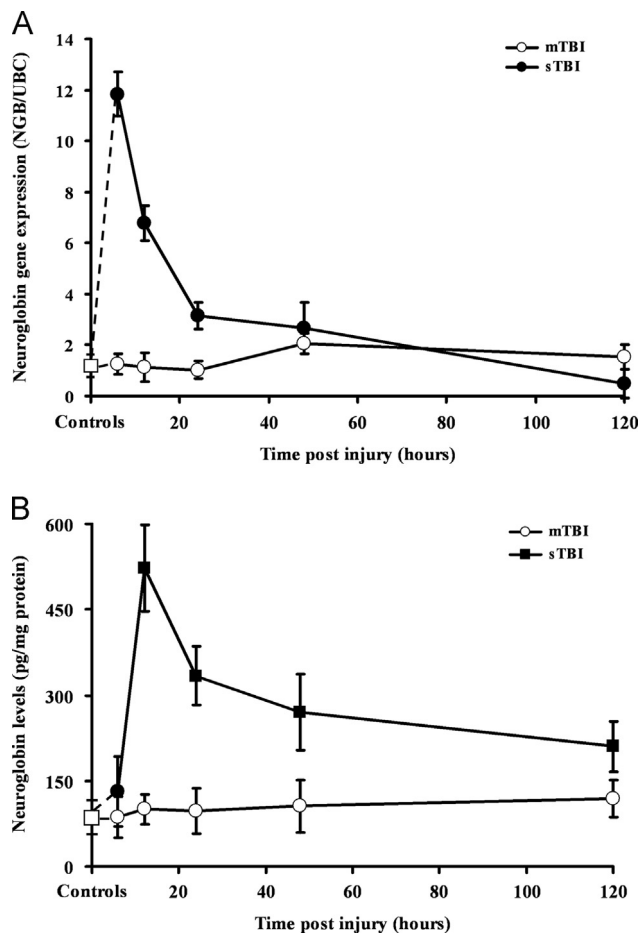 A
Neuroglobin gene expression (NGB/UBC)
14
12
10
8
6
4
2
0
mTBI
sTBI
Controls 20 40 60 80 100 120
Time post injury (hours)
B
Neuroglobin levels (pg/mg protein)
600
450
300
150
0
mTBI
sTBI
Controls 20 40 60 80 100 120
Time post injury (hours)